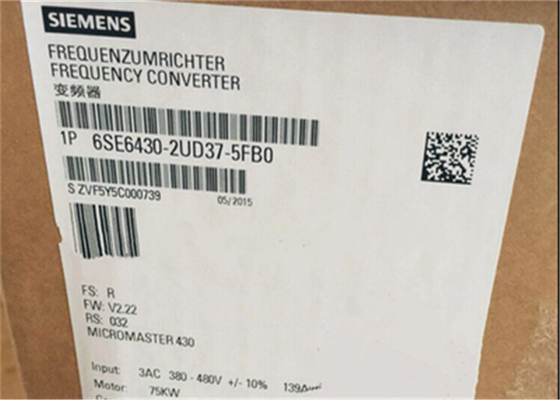 SIEMENS
FREQUENZUMRICHTER
FREQUENCY CONVERTER
变频器
1P 6SE6430-2UD37-5FB0
S ZVF5Y5C000739
05/2015
FS: R
FW: V2.22
RS: 032
MICROMASTER 430
Input: 3AC 380 - 480V +/- 10%
Motor: 75KW